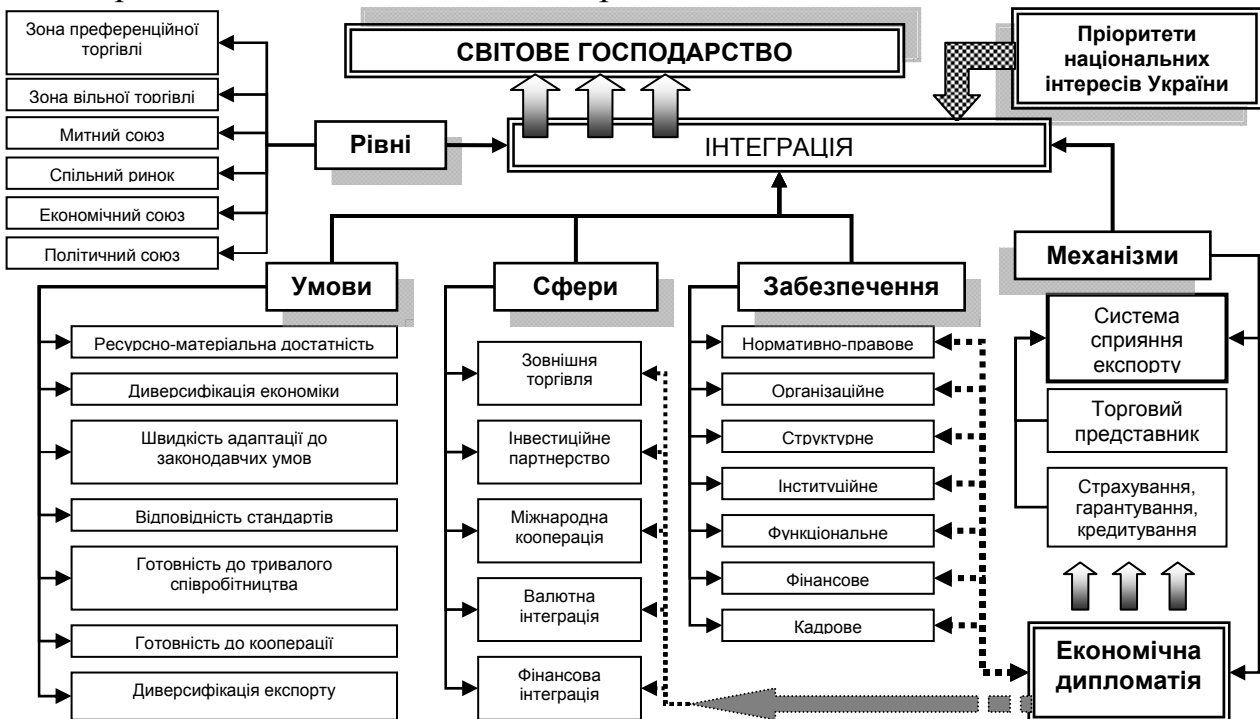 Зона преференційної
торгівлі
Зона вільної торгівлі
Митний союз
Спільний ринок
Економічний союз
Політичний союз
СВІТОВЕ ГОСПОДАРСТВО
Пріоритети
національних
інтересів України
Рівні
ІНТЕГРАЦІЯ
Умови
Сфери
Забезпечення
Механізми
Ресурсно-матеріальна достатність
Диверсифікація економіки
Швидкість адаптації до
законодавчих умов
Відповідність стандартів
Готовність до тривалого
співробітництва
Готовність до кооперації
Диверсифікація експорту
Зовнішня
торгівля
Інвестиційне
партнерство
Міжнародна
кооперація
Валютна
інтеграція
Фінансова
інтеграція
Нормативно-правове
Організаційне
Структурне
Інституційне
Функціональне
Фінансове
Кадрове
Система
сприяння
експорту
Торговий
представник
Страхування,
гарантування,
кредитування
Економічна
дипломатія